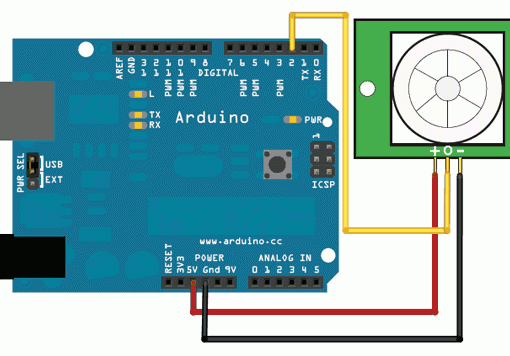 AREF
GND
13
12
11
10
9
8
7
6
5
4
3
2
1
0
PWM
PWM
PWM
PWM
PWM
PWM
TX
RX
DIGITAL
L
TX
RX
Arduino
PWR
1
ICSP
PWR SEL
USB
EXT
www.arduino.cc
POWER
ANALOG IN
RESET
3V3
5V Gnd 9V
0 1 2 3 4 5
+ O -